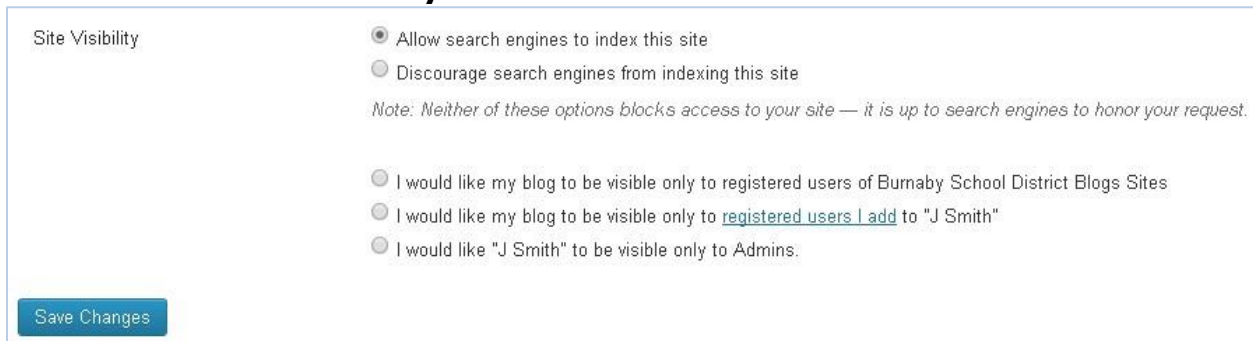 Site Visibility
Allow search engines to index this site
Discourage search engines from indexing this site
Note: Neither of these options blocks access to your site — it is up to search engines to honor your request.
I would like my blog to be visible only to registered users of Burnaby School District Blogs Sites
I would like my blog to be visible only to registered users I add to "J Smith"
I would like "J Smith" to be visible only to Admins.
Save Changes